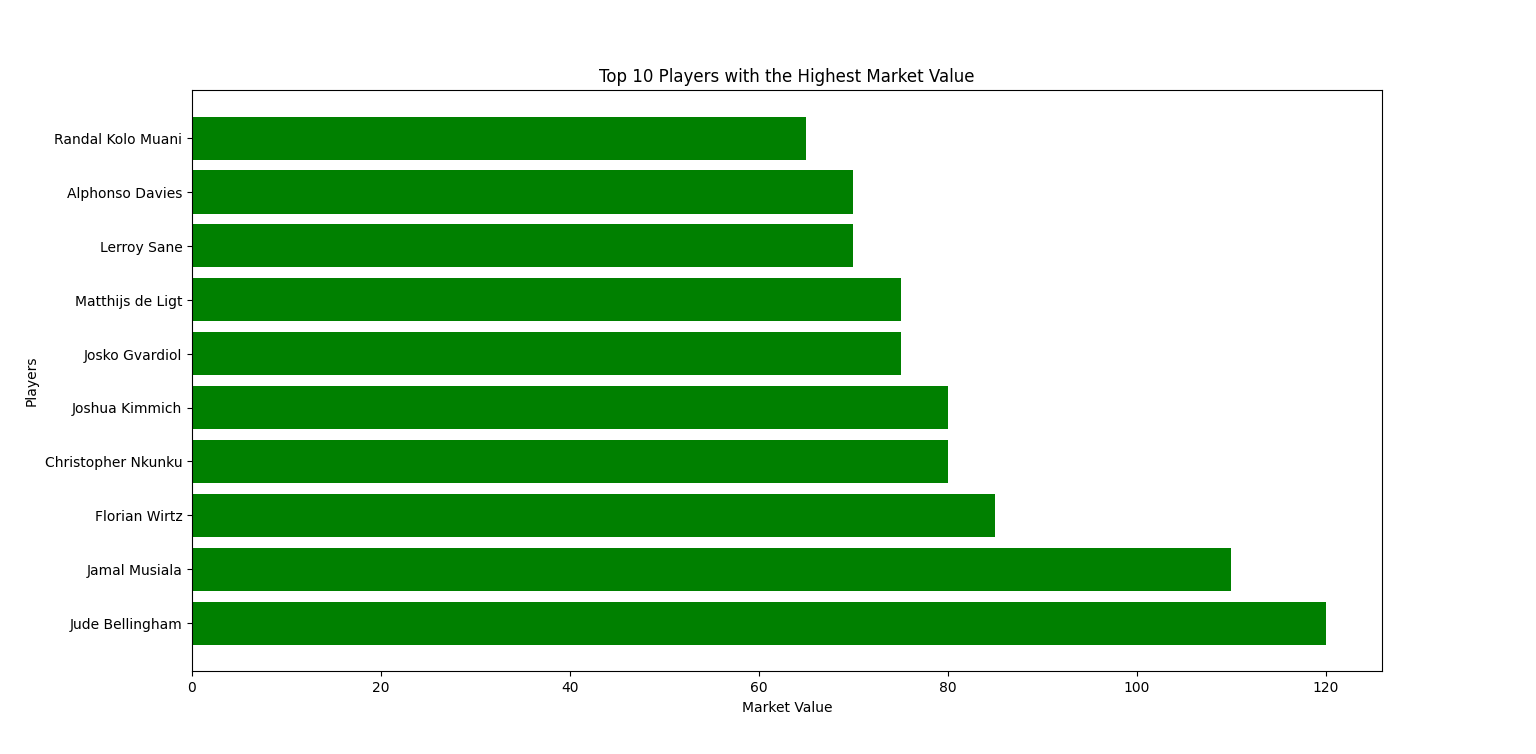 Top 10 Players with the Highest Market Value
Players
Randal Kolo Muani
Alphonso Davies
Lerroy Sane
Matthijs de Ligt
Josko Gvardiol
Joshua Kimmich
Christopher Nkunku
Florian Wirtz
Jamal Musiala
Jude Bellingham
0 20 40 60 80 100 120
Market Value